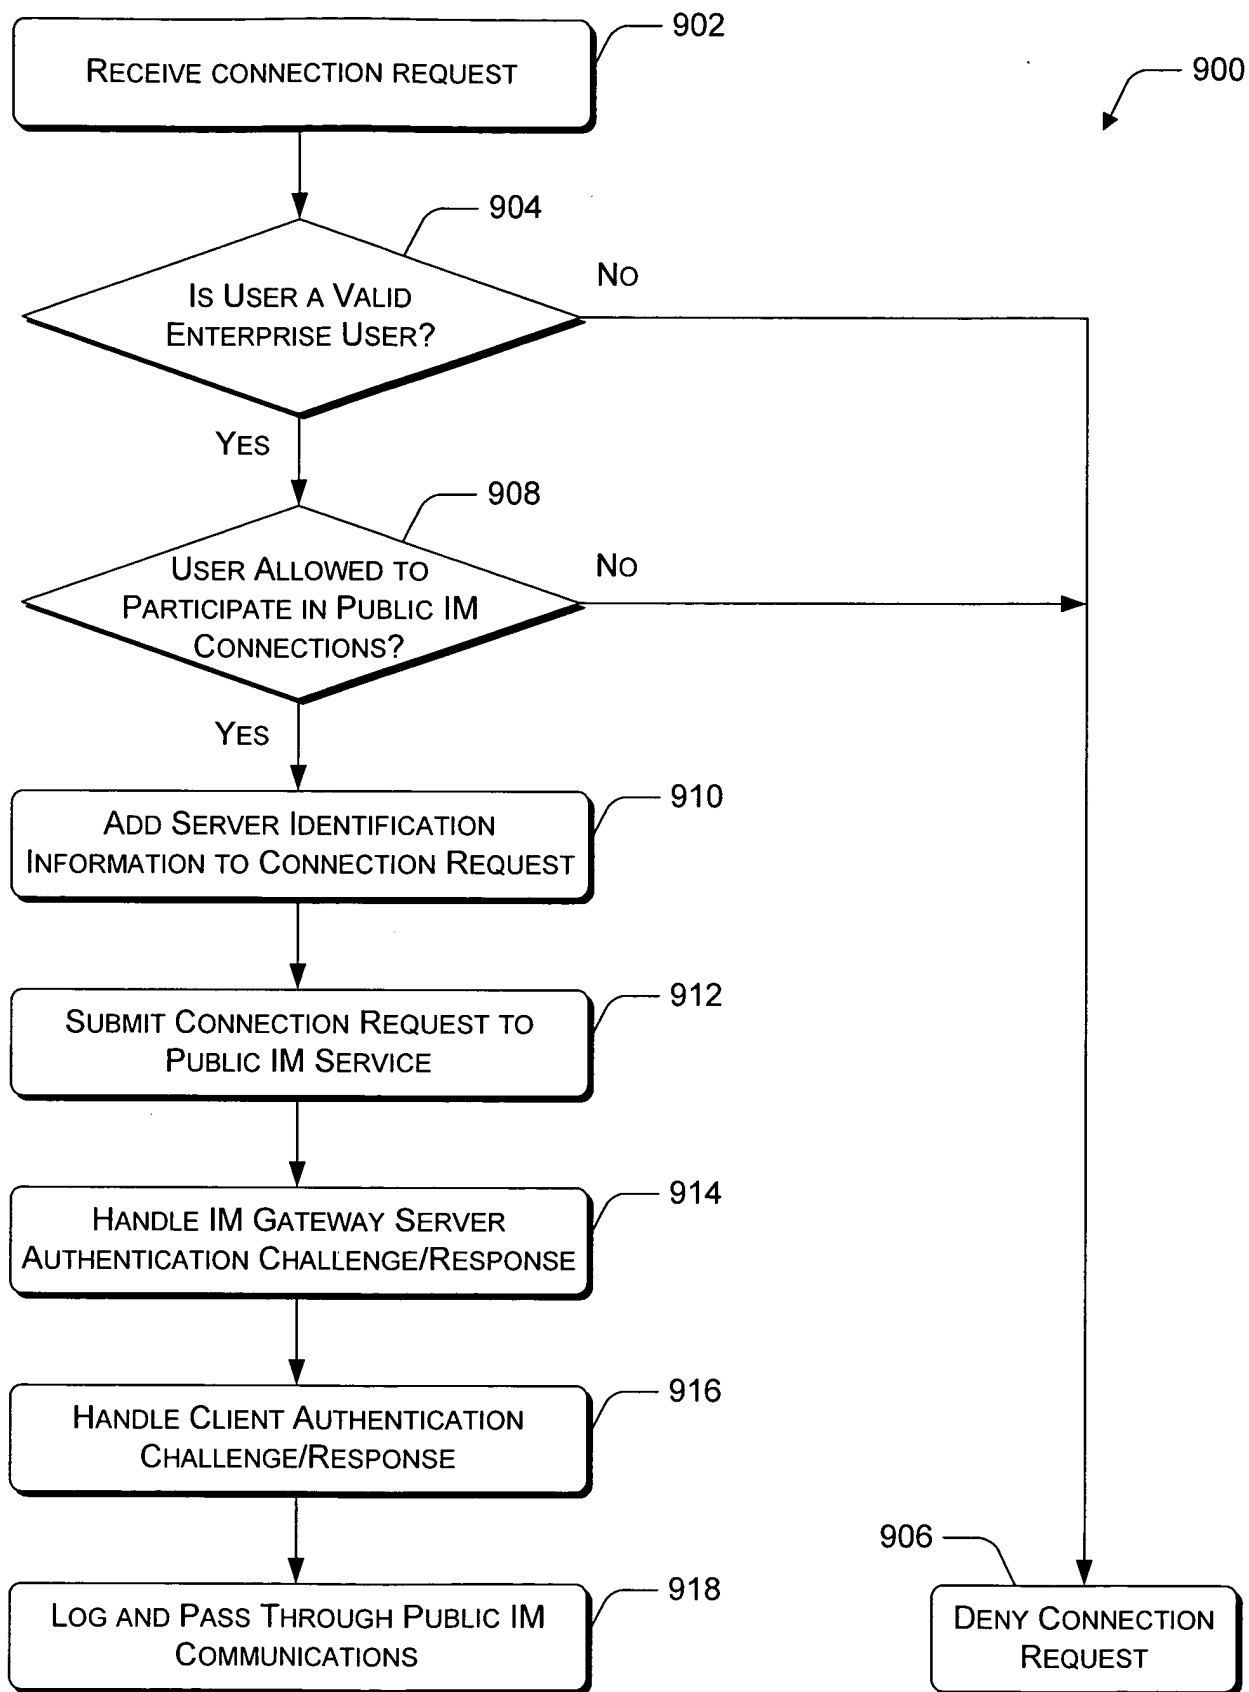 902
RECEIVE CONNECTION REQUEST
900
904
IS USER A VALID
ENTERPRISE USER?
NO
YES
908
USER ALLOWED TO
PARTICIPATE IN PUBLIC IM
CONNECTIONS?
NO
YES
910
ADD SERVER IDENTIFICATION
INFORMATION TO CONNECTION REQUEST
912
SUBMIT CONNECTION REQUEST TO
PUBLIC IM SERVICE
914
HANDLE IM GATEWAY SERVER
AUTHENTICATION CHALLENGE/RESPONSE
916
HANDLE CLIENT AUTHENTICATION
CHALLENGE/RESPONSE
918
LOG AND PASS THROUGH PUBLIC IM
COMMUNICATIONS
906
DENY CONNECTION
REQUEST